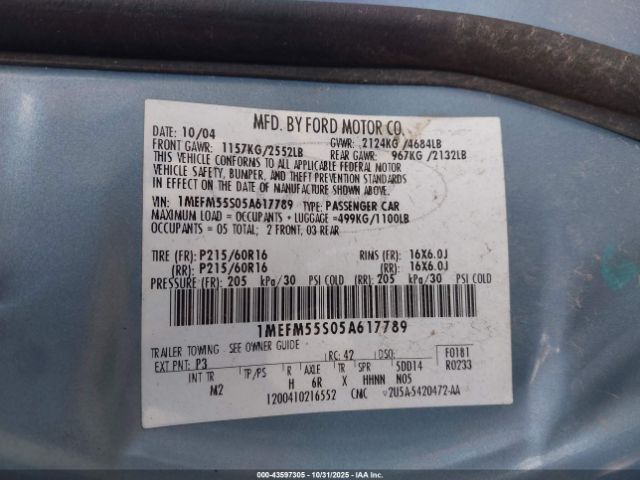 MFD. BY FORD MOTOR CO.
10/04 GVWR: 2124KG /4684LB
FRONT GAWR: 1157KG/2552LB REAR GAWR: 967KG /2132LB
THIS VEHICLE CONFORMS TO ALL APPLICABLE FEDERAL MOTOR
VEHICLE SAFETY, BUMPER, AND THEFT PREVENTION STANDARDS
IN EFFECT ON THE DATE OF MANUFACTURE SHOWN ABOVE.
VIN: 1MEFM55S05A617789 TYPE: PASSENGER CAR
MAXIMUM LOAD = OCCUPANTS + LUGGAGE =499KG/1100LB
OCCUPANTS = 05 TOTAL; 2 FRONT, 03 REAR
TIRE (FR): P215/60R16 RIMS (FR): 16X6.0J
(RR): P215/60R16 (RR): 16X6.0J
PRESSURE (FR): 205 kPa/30 PSI COLD (RR): 205 kPa/30 PSI COLD
1MEFM55S05A617789
TRAILER TOWING - SEE OWNER GUIDE -
EXT PNT: P3 RC: 42 DSO: F0181
INT TR TP/PS R AXLE TR SPR 5DD14 R0233
M2 H 6R X HHNN N05
1200410216552 CMC v2U5A-5420472-AA
000-43597305 - 10/31/2025 - IAAI.COM